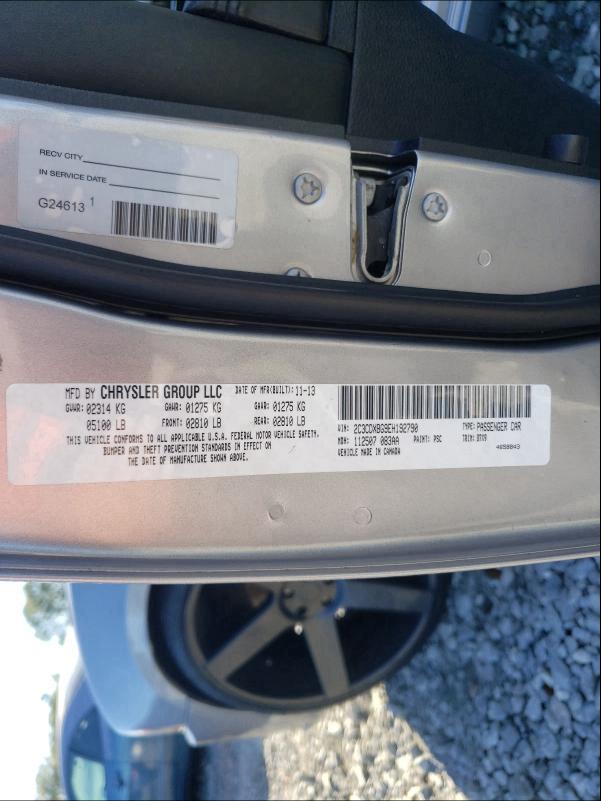 RECV CITY
IN SERVICE DATE
G24613 1
MFD BY CHRYSLER GROUP LLC DATE OF MFR(BUILT): 11-13
GVWR: 02314 KG GAWR: 01275 KG GAWR: 01275 KG
05100 LB FRONT: 02810 LB REAR: 02810 LB
THIS VEHICLE CONFORMS TO ALL APPLICABLE U.S.A. FEDERAL MOTOR VEHICLE SAFETY,
BUMPER AND THEFT PREVENTION STANDARDS IN EFFECT ON
THE DATE OF MANUFACTURE SHOWN ABOVE.
VIN: 2C3CDXBG9EH192790 TYPE: PASSENGER CAR
MDH: 112507 083AA PAINT: PSC TRIM: D7X9
VEHICLE MADE IN CANADA 4658843